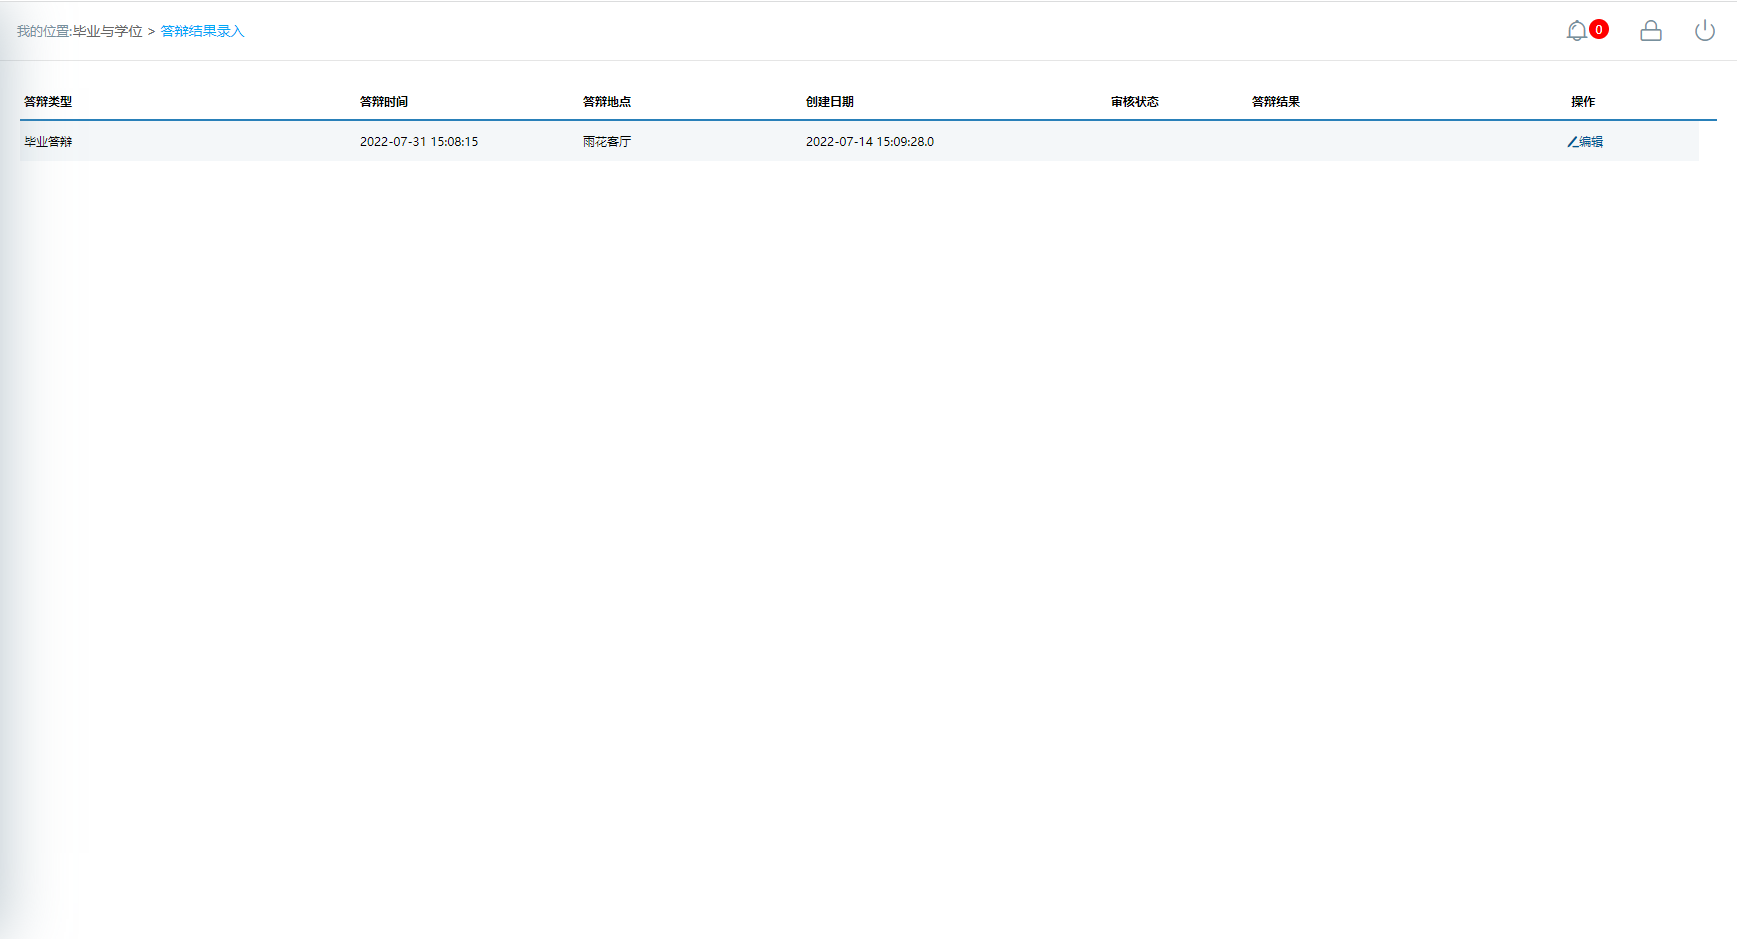 我的位置:毕业与学位 > 答辩结果录入 0
答辩类型 答辩时间 答辩地点 创建日期 审核状态 答辩结果 操作
毕业答辩 2022-07-31 15:08:15 雨花客厅 2022-07-14 15:09:28.0 编辑